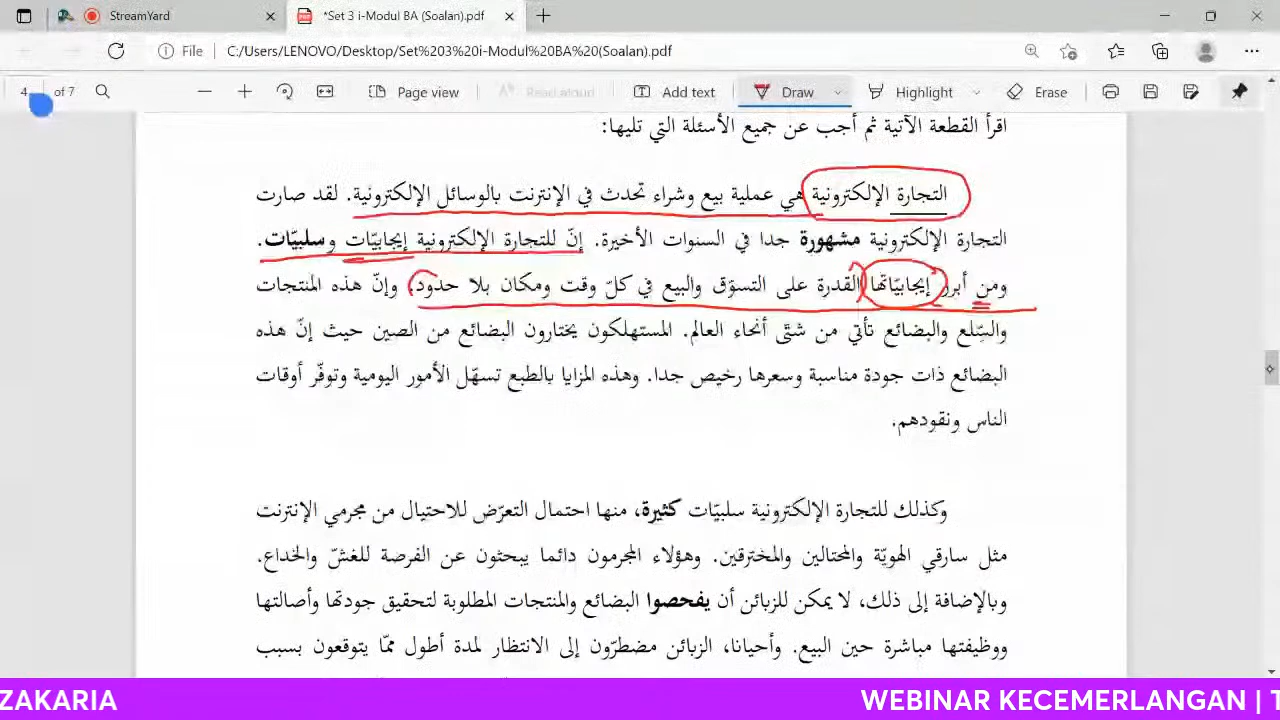 StreamYard
*Set 3 i-Modul BA (Soalan).pdf
File C:/Users/LENOVO/Desktop/Set%203%20i-Modul%20BA%20(Soalan).pdf
4 of 7 Page view Read aloud Add text Draw Highlight Erase
اقرأ القطعة الآتية ثم أجب عن جميع الأسئلة التي تليها:
التجارة الإلكترونية هي عملية بيع وشراء تحدث في الإنترنت بالوسائل الإلكترونية. لقد صارت
التجارة الإلكترونية مشهورة جدا في السنوات الأخيرة. إنّ للتجارة الإلكترونية إيجابيّات وسلبيّات.
ومن أبرز إيجابيّاتها القدرة على التسوّق والبيع في كلّ وقت ومكان بلا حدود. وإنّ هذه المنتجات
والسِّلع والبضائع تأتي من شتّى أنحاء العالم. المستهلكون يختارون البضائع من الصين حيث إنّ هذه
البضائع ذات جودة مناسبة وسعرها رخيص جدا. وهذه المزايا بالطبع تسهّل الأمور اليومية وتوفّر أوقات
الناس ونقودهم.
وكذلك للتجارة الإلكترونية سلبيّات كثيرة، منها احتمال التعرّض للاحتيال من مجرمي الإنترنت
مثل سارقي الهويّة والمحتالين والمخترقين. وهؤلاء المجرمون دائما يبحثون عن الفرصة للغشّ والخداع.
وبالإضافة إلى ذلك، لا يمكن للزبائن أن يفحصوا البضائع والمنتجات المطلوبة لتحقيق جودتها وأصالتها
ووظيفتها مباشرة حين البيع. وأحيانا، الزبائن مضطرّون إلى الانتظار لمدة أطول ممّا يتوقعون بسبب
ZAKARIA WEBINAR KECEMERLANGAN | T